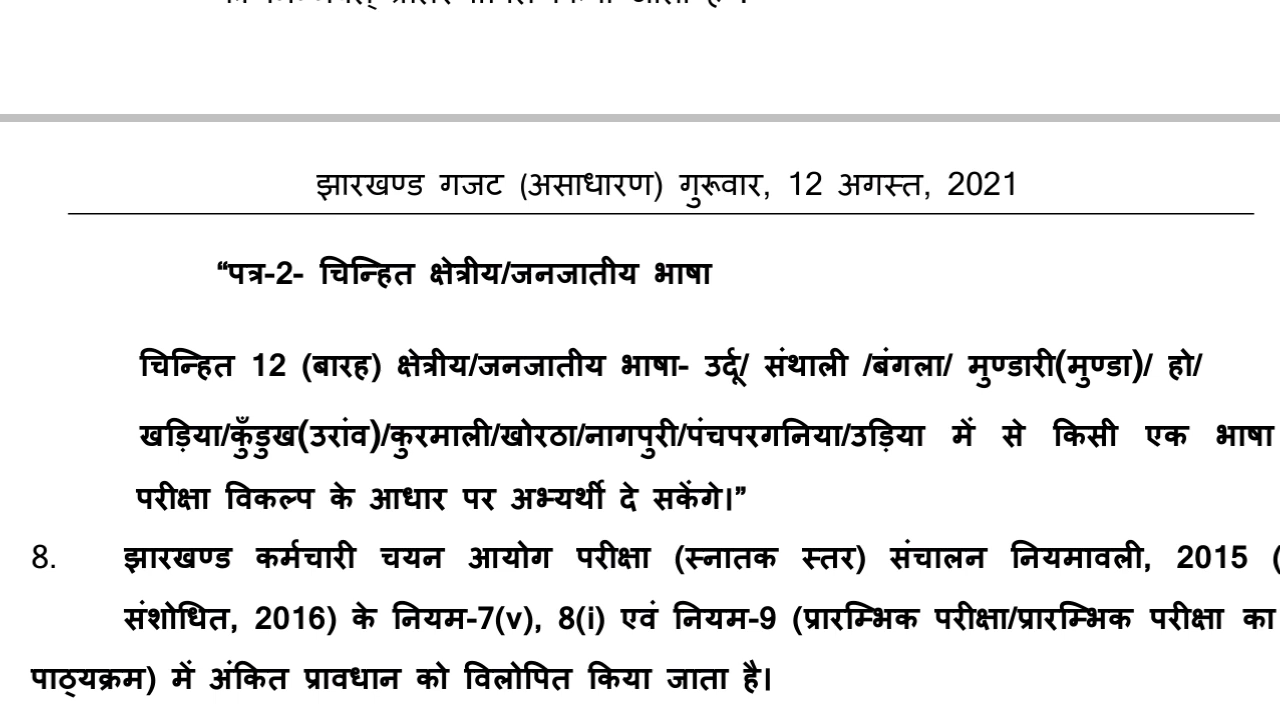 झारखण्ड गजट (असाधारण) गुरूवार, 12 अगस्त, 2021
“पत्र-2- चिन्हित क्षेत्रीय/जनजातीय भाषा
चिन्हित 12 (बारह) क्षेत्रीय/जनजातीय भाषा- उर्दू/ संथाली /बंगला/ मुण्डारी(मुण्डा)/ हो/
खड़िया/कुँड़ुख(उरांव)/कुरमाली/खोरठा/नागपुरी/पंचपरगनिया/उड़िया में से किसी एक भाषा
परीक्षा विकल्प के आधार पर अभ्यर्थी दे सकेंगे।”
8. झारखण्ड कर्मचारी चयन आयोग परीक्षा (स्नातक स्तर) संचालन नियमावली, 2015 (
संशोधित, 2016) के नियम-7(v), 8(i) एवं नियम-9 (प्रारम्भिक परीक्षा/प्रारम्भिक परीक्षा का
पाठ्यक्रम) में अंकित प्रावधान को विलोपित किया जाता है।